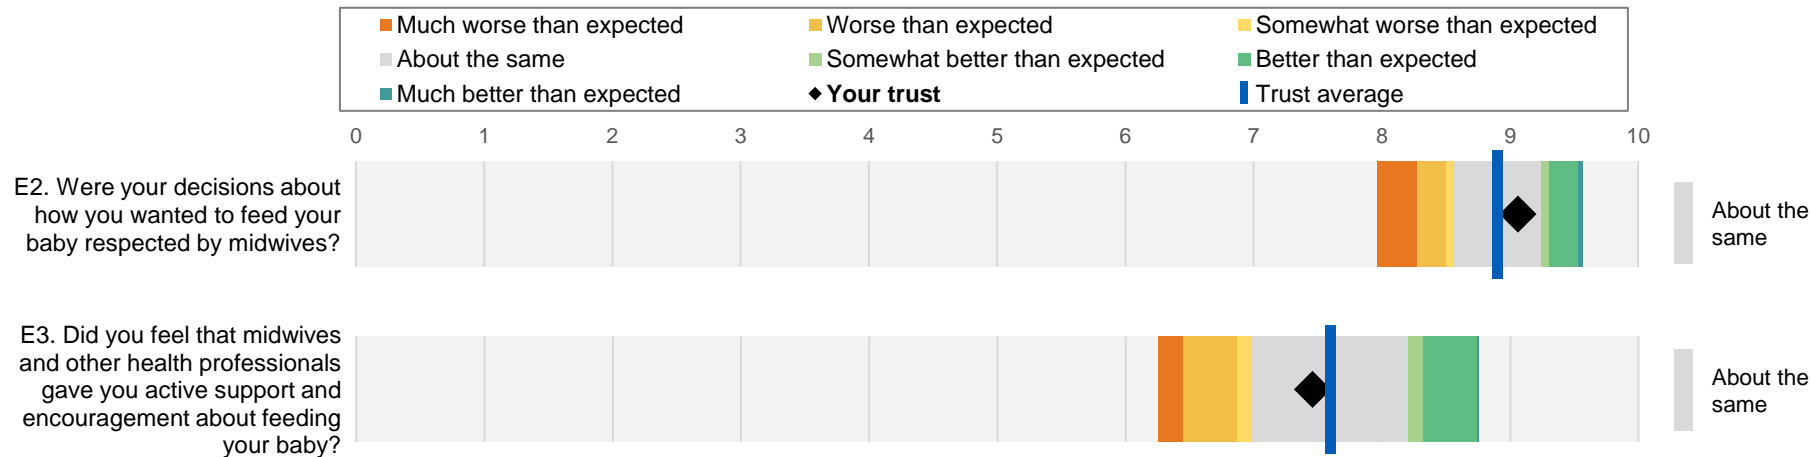 Much worse than expected
Worse than expected
Somewhat worse than expected
About the same
Somewhat better than expected
Better than expected
Much better than expected
Your trust
Trust average
0 1 2 3 4 5 6 7 8 9 10
E2. Were your decisions about
how you wanted to feed your
baby respected by midwives?
About the
same
E3. Did you feel that midwives
and other health professionals
gave you active support and
encouragement about feeding
your baby?
About the
same